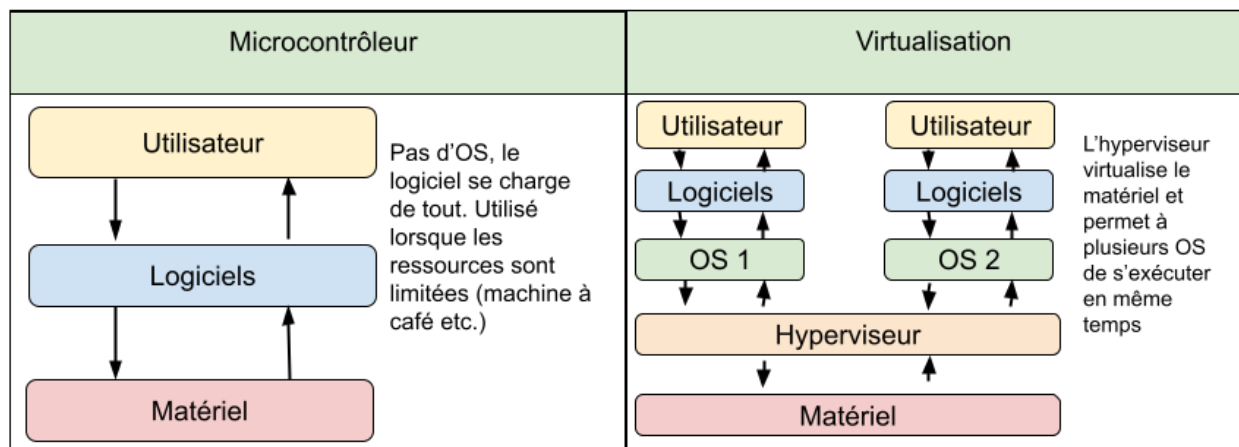 Microcontrôleur
Virtualisation
Utilisateur
Logiciels
Matériel
Pas d’OS, le
logiciel se charge
de tout. Utilisé
lorsque les
ressources sont
limitées (machine à
café etc.)
Utilisateur
Utilisateur
Logiciels
Logiciels
OS 1
OS 2
Hyperviseur
Matériel
L’hyperviseur
virtualise le
matériel et
permet à
plusieurs OS
de s’exécuter
en même
temps